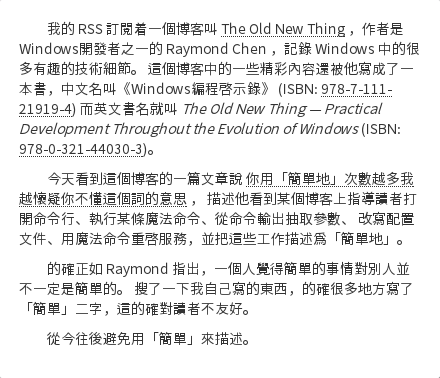 我的 RSS 訂閱着一個博客叫 The Old New Thing ，作者是
Windows開發者之一的 Raymond Chen ，記錄 Windows 中的很
多有趣的技術細節。 這個博客中的一些精彩內容還被他寫成了一
本書，中文名叫《Windows編程啓示錄》 (ISBN: 978-7-111-
21919-4) 而英文書名就叫 The Old New Thing — Practical
Development Throughout the Evolution of Windows (ISBN:
978-0-321-44030-3)。
今天看到這個博客的一篇文章說 你用「簡單地」次數越多我
越懷疑你不懂這個詞的意思 ， 描述他看到某個博客上指導讀者打
開命令行、執行某條魔法命令、從命令輸出抽取參數、 改寫配置
文件、用魔法命令重啓服務，並把這些工作描述爲「簡單地」。
的確正如 Raymond 指出，一個人覺得簡單的事情對別人並
不一定是簡單的。 搜了一下我自己寫的東西，的確很多地方寫了
「簡單」二字，這的確對讀者不友好。
從今往後避免用「簡單」來描述。